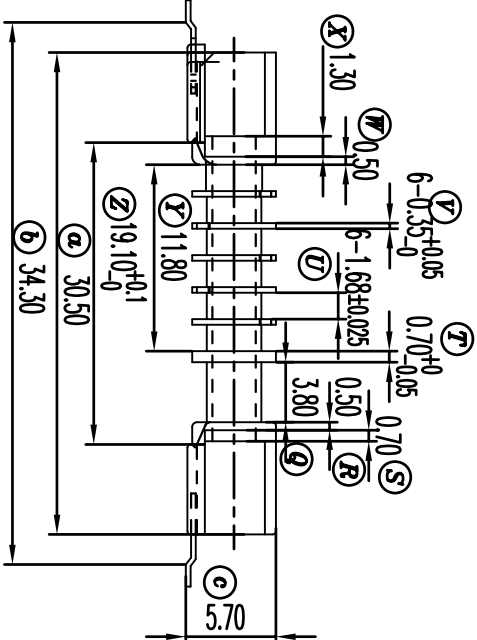 X 1.30
W 0.50
V 6-0.35+0.05 -0
U 6-1.68±0.025
T 0.70+0 -0.05
S 0.70
R 0.50
Q 3.80
Y 11.80
Z 19.10+0.1 -0
a 30.50
b 34.30
c 5.70